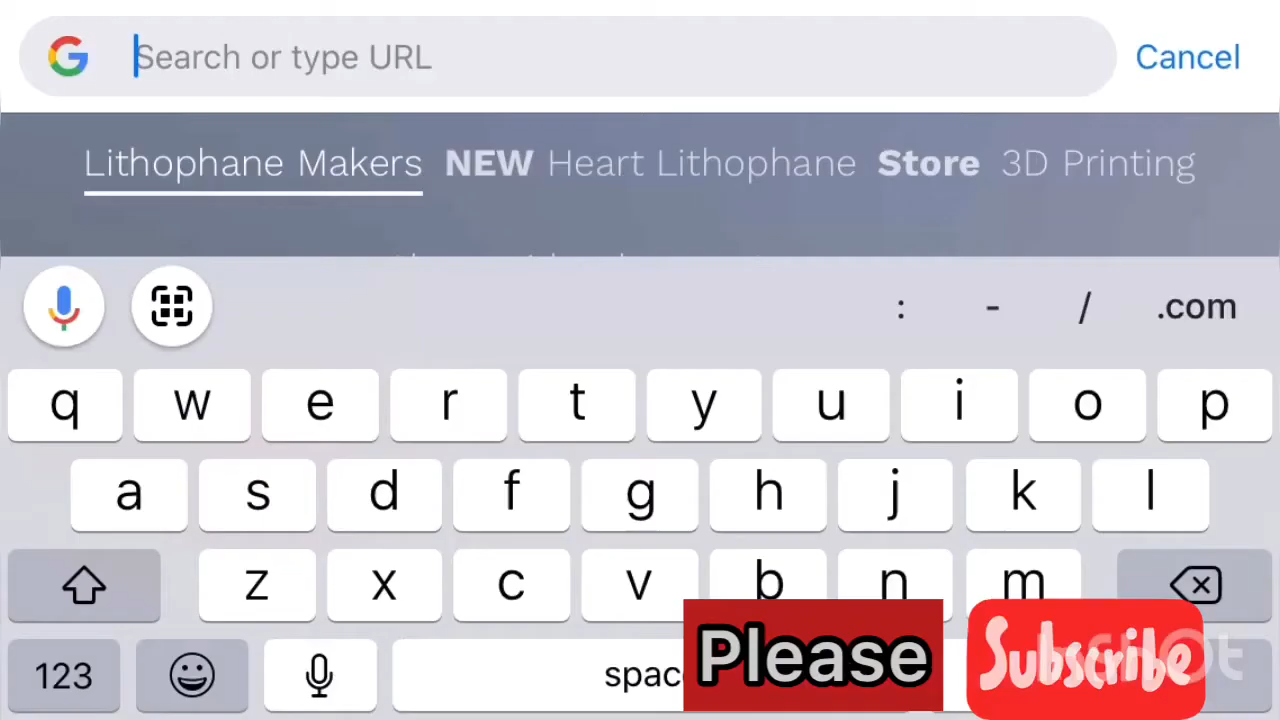 Search or type URL
Cancel
Lithophane Makers NEW Heart Lithophane Store 3D Printing
: - / .com
q w e r t y u i o p
a s d f g h j k l
z x c v b n m
123 spac
Please Subscribe